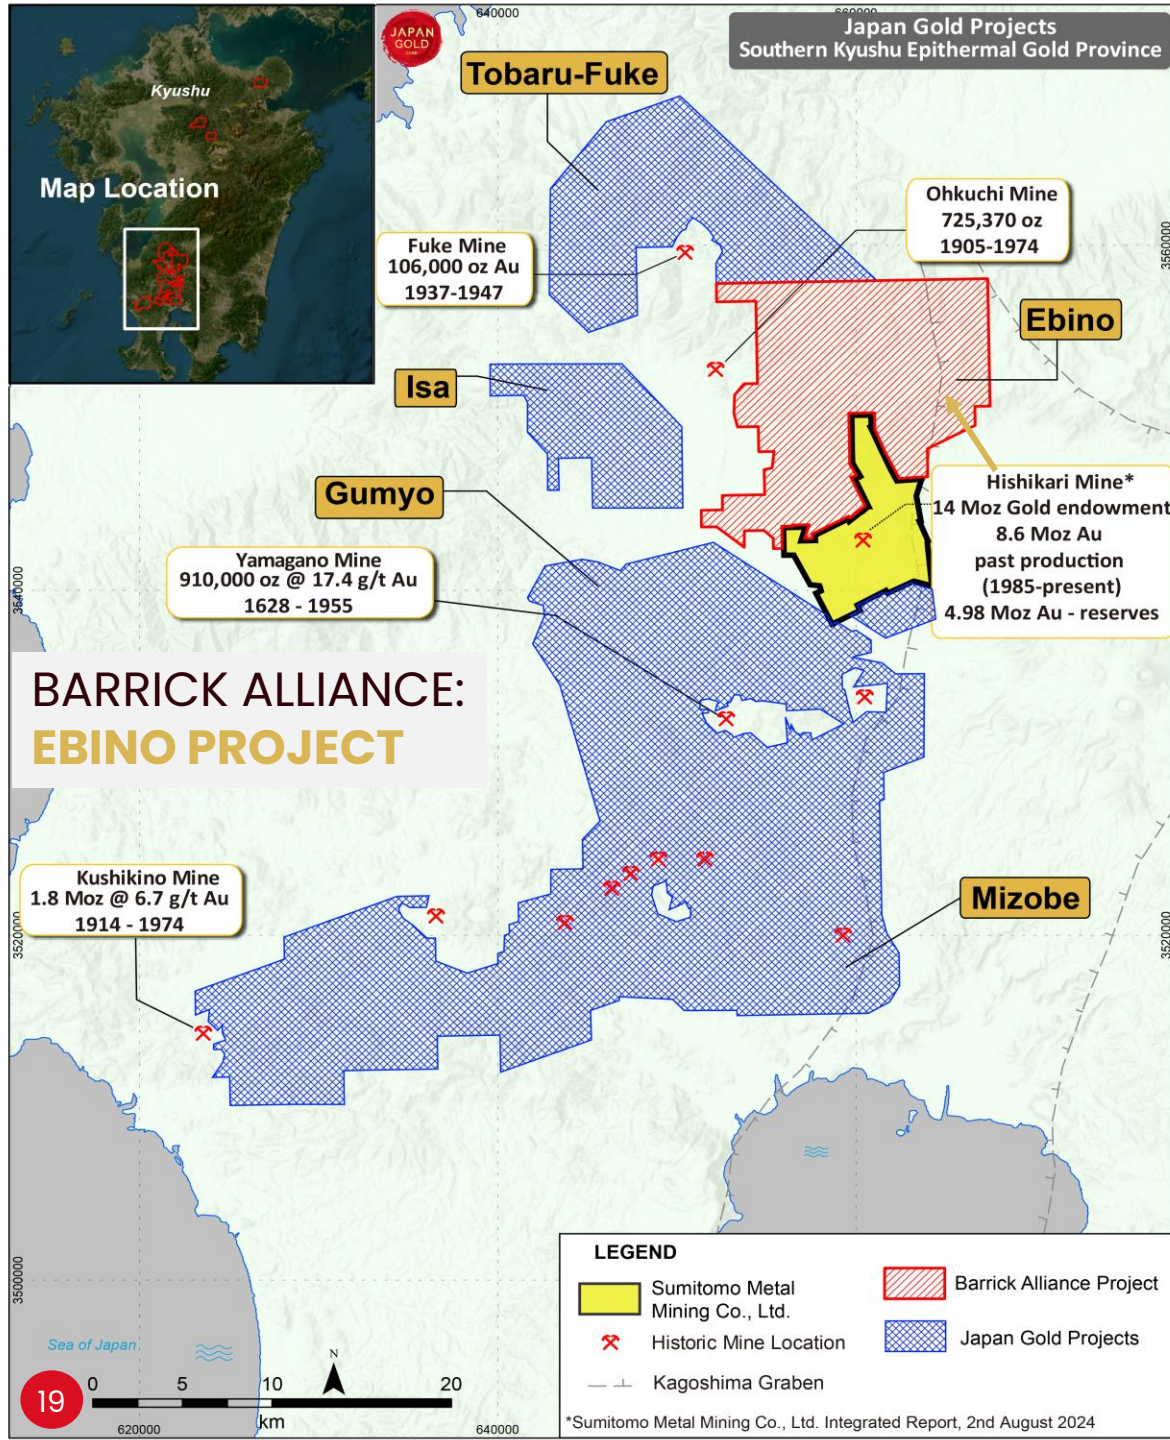 JAPAN
GOLD
CORP
Japan Gold Projects
Southern Kyushu Epithermal Gold Province
640000
660000
Kyushu
Map Location
Tobaru-Fuke
Ohkuchi Mine
725,370 oz
1905-1974
Fuke Mine
106,000 oz Au
1937-1947
3560000
Ebino
Isa
Gumyo
Hishikari Mine*
14 Moz Gold endowment
8.6 Moz Au
past production
(1985-present)
4.98 Moz Au - reserves
Yamagano Mine
910,000 oz @ 17.4 g/t Au
1628 - 1955
3540000
BARRICK ALLIANCE:
EBINO PROJECT
Kushikino Mine
1.8 Moz @ 6.7 g/t Au
1914 - 1974
Mizobe
3520000
3520000
3500000
LEGEND
Sumitomo Metal
Mining Co., Ltd.
Barrick Alliance Project
Historic Mine Location
Japan Gold Projects
Kagoshima Graben
*Sumitomo Metal Mining Co., Ltd. Integrated Report, 2nd August 2024
Sea of Japan
N
19
0 5 10 20
km
620000
640000